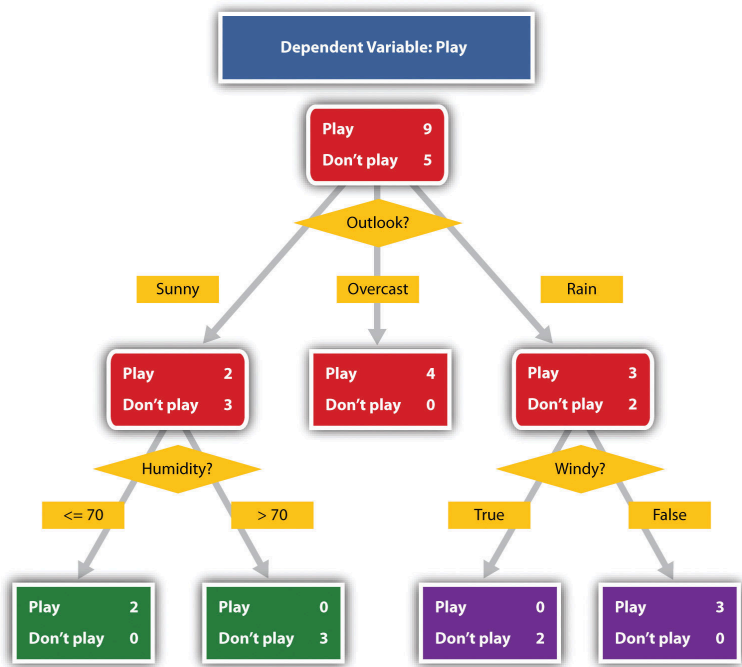 Dependent Variable: Play
Play 9
Don’t play 5
Outlook?
Sunny Overcast Rain
Play 2
Don’t play 3
Play 4
Don’t play 0
Play 3
Don’t play 2
Humidity? Windy?
<= 70 > 70 True False
Play 2
Don’t play 0
Play 0
Don’t play 3
Play 0
Don’t play 2
Play 3
Don’t play 0